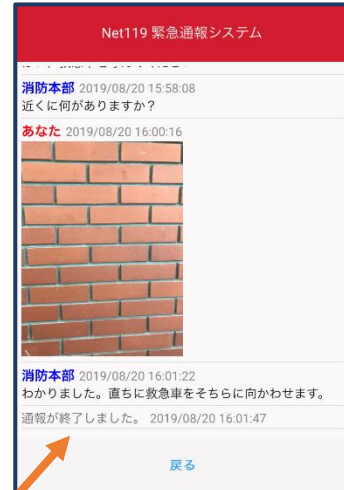 Net119 緊急通報システム
消防本部 2019/08/20 15:58:08
近くに何がありますか？
あなた 2019/08/20 16:00:16
消防本部 2019/08/20 16:01:22
わかりました。直ちに救急車をそちらに向かわせます。
通報が終了しました。 2019/08/20 16:01:47
戻る